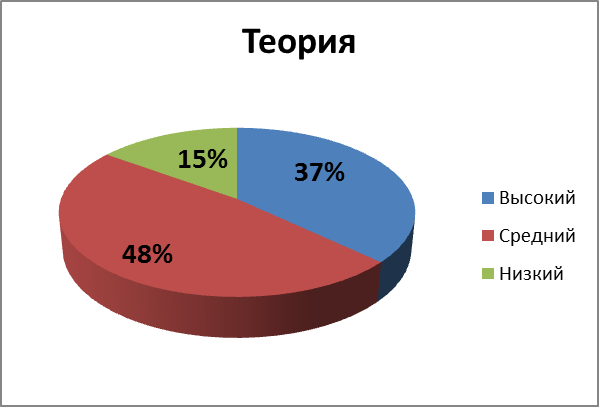 Теория
15%
37%
48%
Высокий
Средний
Низкий